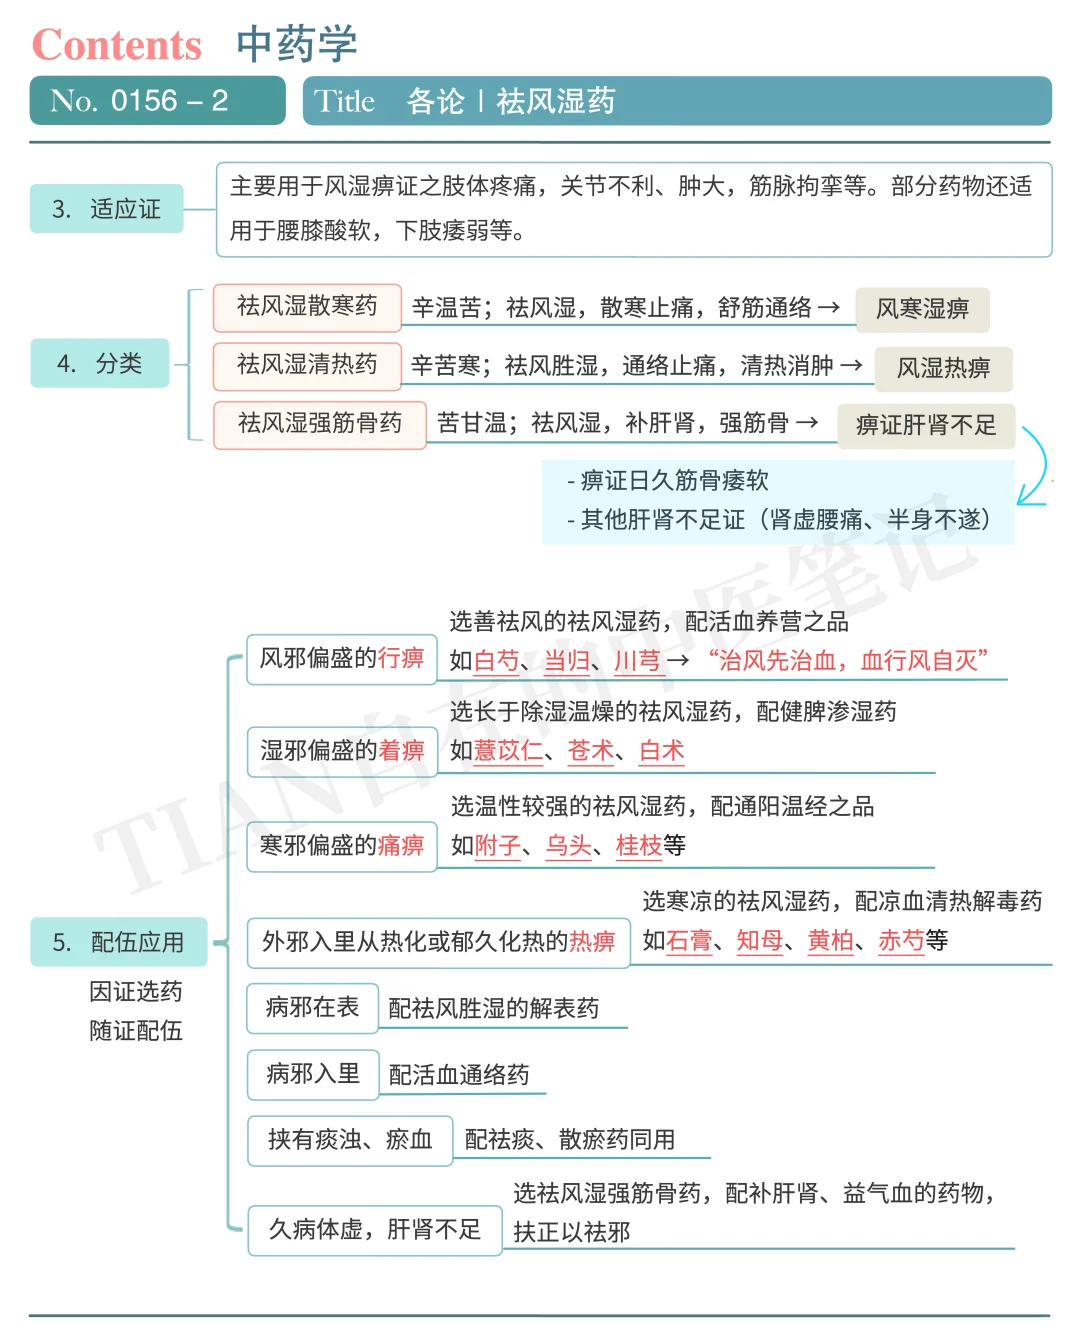 Contents 中药学
No. 0156 – 2
Title 各论 | 祛风湿药
3. 适应证
主要用于风湿痹证之肢体疼痛，关节不利、肿大，筋脉拘挛等。部分药物还适
用于腰膝酸软，下肢痿弱等。
4. 分类
祛风湿散寒药 辛温苦；祛风湿，散寒止痛，舒筋通络 → 风寒湿痹
祛风湿清热药 辛苦寒；祛风胜湿，通络止痛，清热消肿 → 风湿热痹
祛风湿强筋骨药 苦甘温；祛风湿，补肝肾，强筋骨 → 痹证肝肾不足
- 痹证日久筋骨痿软
- 其他肝肾不足证（肾虚腰痛、半身不遂）
5. 配伍应用
因证选药
随证配伍
风邪偏盛的行痹
选善祛风的祛风湿药，配活血养营之品
如白芍、当归、川芎 → “治风先治血，血行风自灭”
湿邪偏盛的着痹
选长于除湿温燥的祛风湿药，配健脾渗湿药
如薏苡仁、苍术、白术
寒邪偏盛的痛痹
选温性较强的祛风湿药，配通阳温经之品
如附子、乌头、桂枝等
外邪入里从热化或郁久化热的热痹
选寒凉的祛风湿药，配凉血清热解毒药
如石膏、知母、黄柏、赤芍等
病邪在表 配祛风胜湿的解表药
病邪入里 配活血通络药
挟有痰浊、瘀血 配祛痰、散瘀药同用
久病体虚，肝肾不足
选祛风湿强筋骨药，配补肝肾、益气血的药物，
扶正以祛邪
TIAN自在的中医笔记